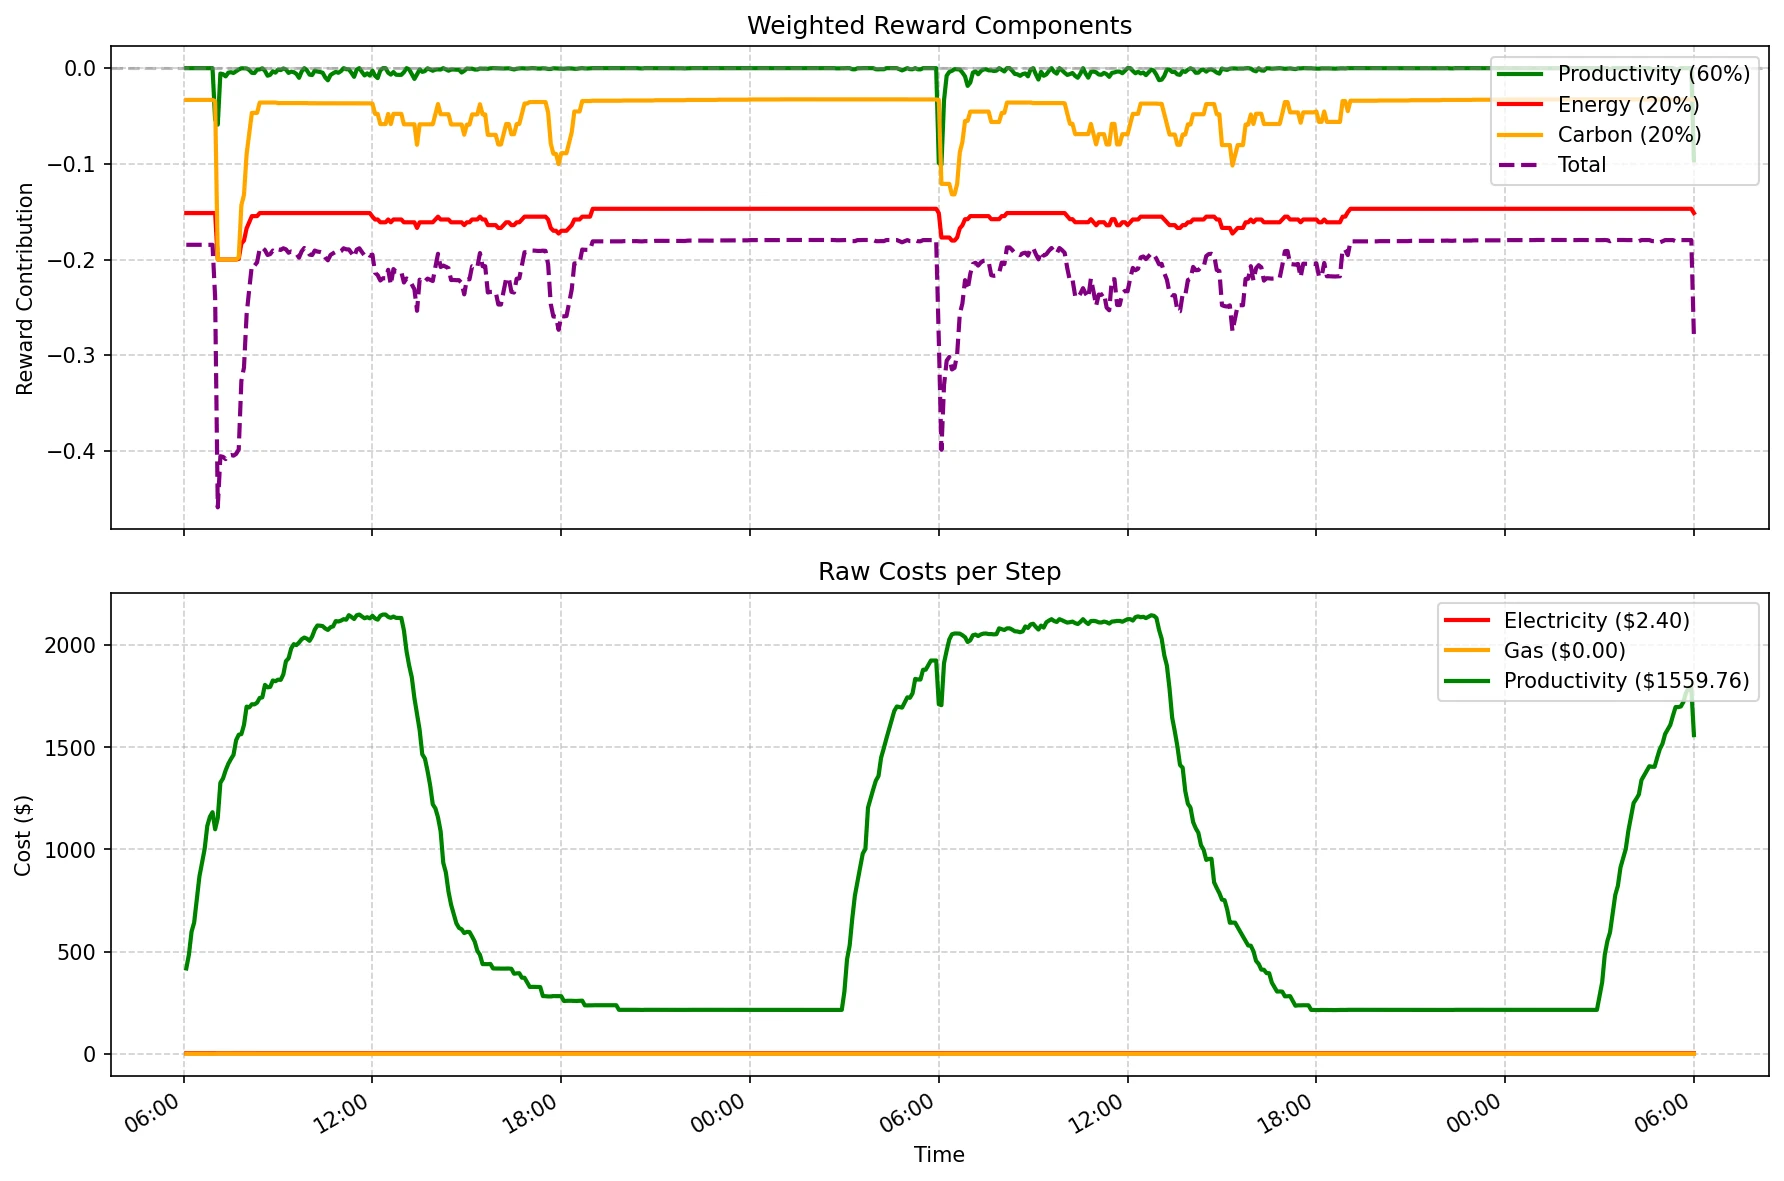 Weighted Reward Components
Reward Contribution
0.0
−0.1
−0.2
−0.3
−0.4
Productivity (60%)
Energy (20%)
Carbon (20%)
Total
Raw Costs per Step
Cost ($)
2000
1500
1000
500
0
Electricity ($2.40)
Gas ($0.00)
Productivity ($1559.76)
06:00
12:00
18:00
00:00
06:00
12:00
18:00
00:00
06:00
Time